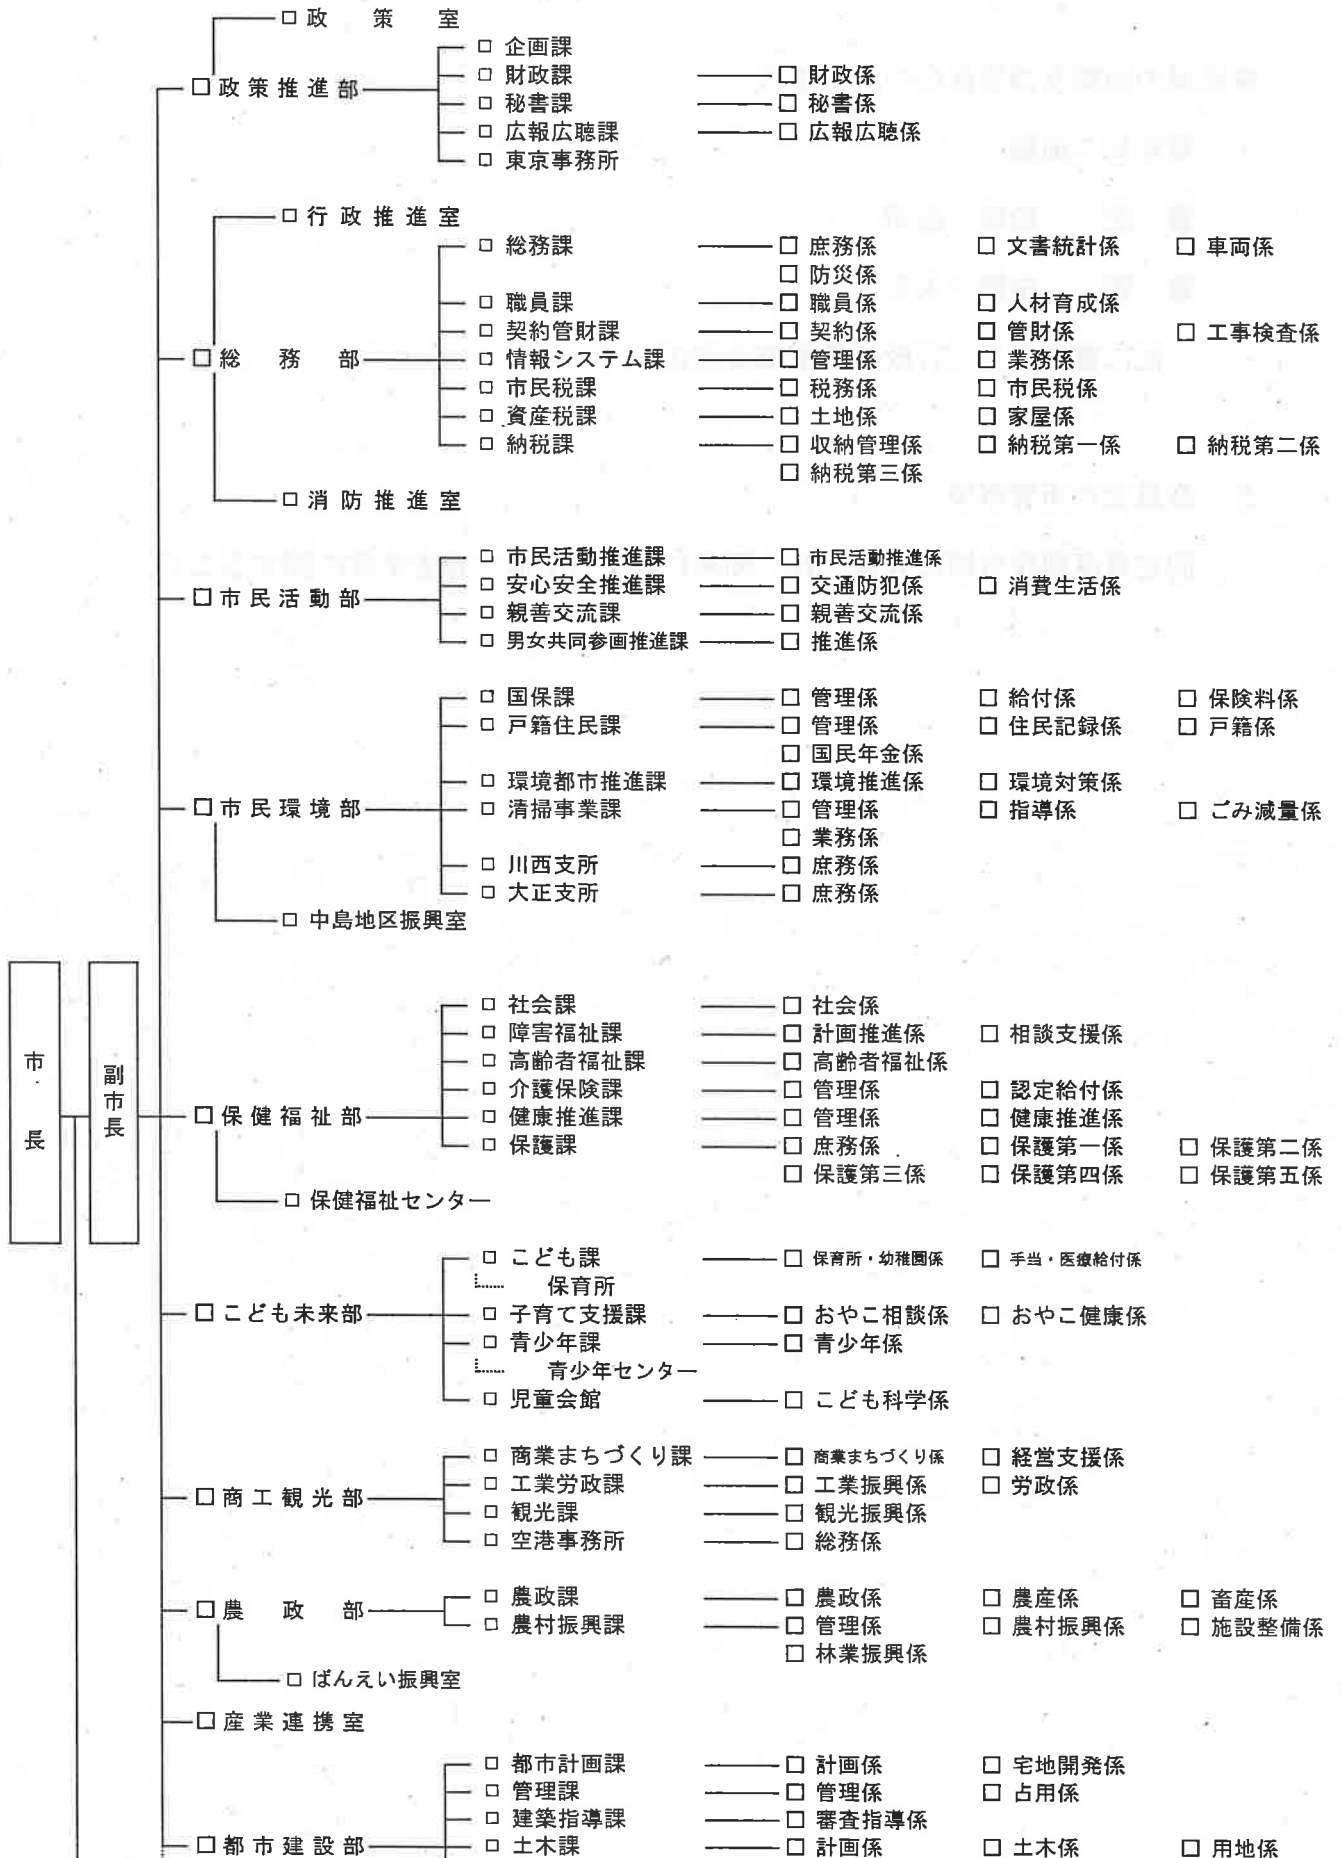 □ 政策室
□ 企画課
□ 財政課 □ 財政係
□ 政策推進部
□ 秘書課 □ 秘書係
□ 広報広聴課 □ 広報広聴係
□ 東京事務所
□ 行政推進室
□ 総務課 □ 庶務係 □ 文書統計係 □ 車両係
□ 防災係
□ 職員課 □ 職員係 □ 人材育成係
□ 契約管財課 □ 契約係 □ 管財係 □ 工事検査係
□ 総務部 □ 情報システム課 □ 管理係 □ 業務係
□ 市民税課 □ 税務係 □ 市民税係
□ 資産税課 □ 土地係 □ 家屋係
□ 納税課 □ 収納管理係 □ 納税第一係 □ 納税第二係
□ 納税第三係
□ 消防推進室
□ 市民活動推進課 □ 市民活動推進係
□ 安心安全推進課 □ 交通防犯係 □ 消費生活係
□ 市民活動部
□ 親善交流課 □ 親善交流係
□ 男女共同参画推進課 □ 推進係
□ 国保課 □ 管理係 □ 給付係 □ 保険料係
□ 戸籍住民課 □ 管理係 □ 住民記録係 □ 戸籍係
□ 国民年金係
□ 環境都市推進課 □ 環境推進係 □ 環境対策係
□ 市民環境部 □ 清掃事業課 □ 管理係 □ 指導係 □ ごみ減量係
□ 業務係
□ 川西支所 □ 庶務係
□ 大正支所 □ 庶務係
□ 中島地区振興室
市長
副市長
□ 社会課 □ 社会係
□ 障害福祉課 □ 計画推進係 □ 相談支援係
□ 高齢者福祉課 □ 高齢者福祉係
□ 介護保険課 □ 管理係 □ 認定給付係
□ 保健福祉部 □ 健康推進課 □ 管理係 □ 健康推進係
□ 保護課 □ 庶務係 □ 保護第一係 □ 保護第二係
□ 保護第三係 □ 保護第四係 □ 保護第五係
□ 保健福祉センター
□ こども課 □ 保育所・幼稚園係 □ 手当・医療給付係
保育所
□ こども未来部 □ 子育て支援課 □ おやこ相談係 □ おやこ健康係
□ 青少年課 □ 青少年係
青少年センター
□ 児童会館 □ こども科学係
□ 商業まちづくり課 □ 商業まちづくり係 □ 経営支援係
□ 工業労政課 □ 工業振興係 □ 労政係
□ 商工観光部
□ 観光課 □ 観光振興係
□ 空港事務所 □ 総務係
□ 農政課 □ 農政係 □ 農産係 □ 畜産係
□ 農政部
□ 農村振興課 □ 管理係 □ 農村振興係 □ 施設整備係
□ 林業振興係
□ ばんえい振興室
□ 産業連携室
□ 都市計画課 □ 計画係 □ 宅地開発係
□ 管理課 □ 管理係 □ 占用係
□ 建築指導課 □ 審査指導係
□ 都市建設部 □ 土木課 □ 計画係 □ 土木係 □ 用地係